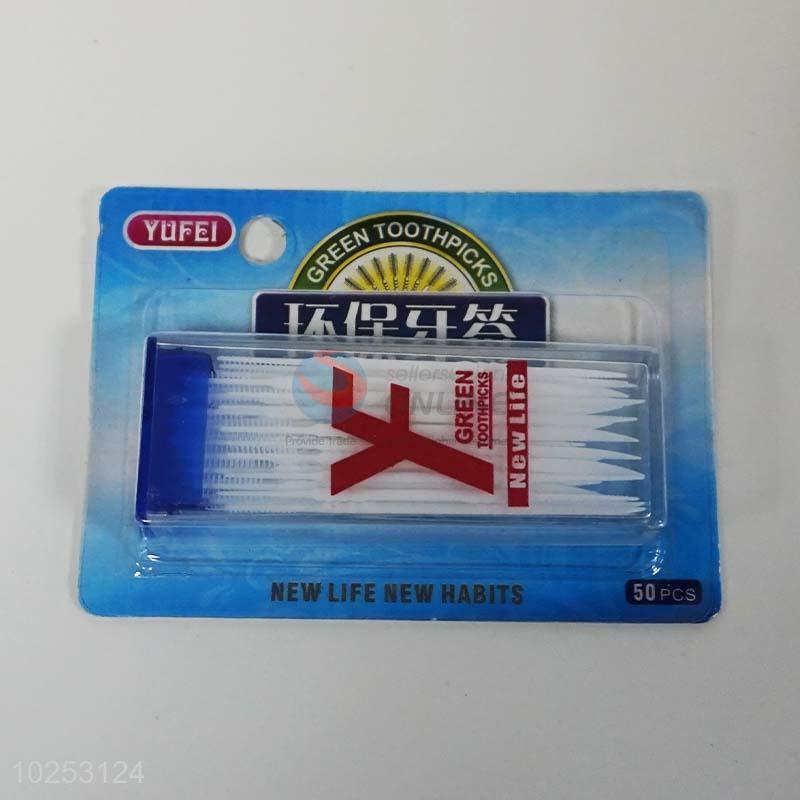 YUFEI
GREEN TOOTHPICKS
环保牙签
GREEN
TOOTHPICKS
New Life
NEW LIFE NEW HABITS
50 PCS
10253124